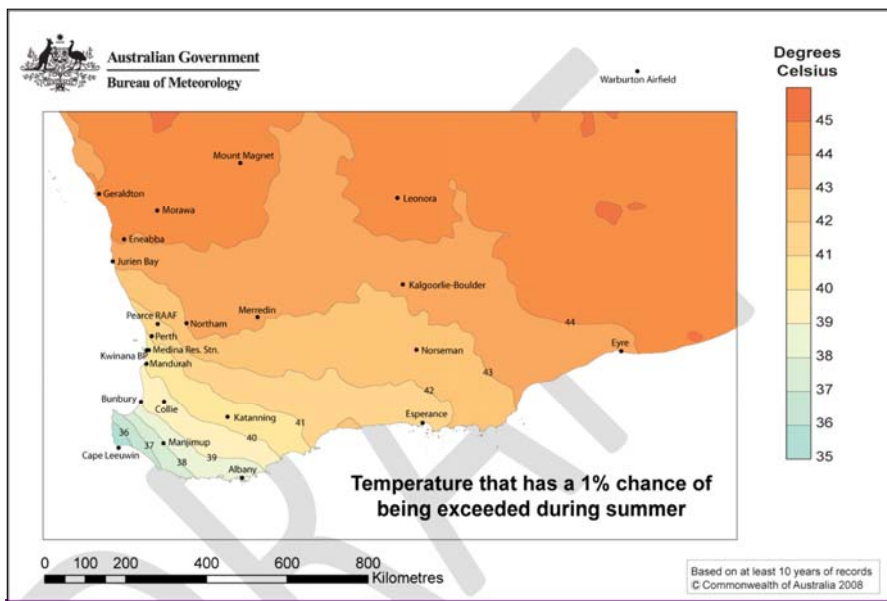 Australian Government
Bureau of Meteorology
Warburton Airfield
Degrees
Celsius
45
44
43
42
41
40
39
38
37
36
35
Mount Magnet
Geraldton
Morawa
Leonora
Eneabba
Jurien Bay
Kalgoorlie-Boulder
Pearce RAAF
Northam
Merredin
Perth
Kwinana BP
Medina Res. Stn.
Mandurah
Norseman
44
Eyre
43
42
Bunbury
Collie
Katanning
41
Esperance
36
37
Manjimup
40
39
38
Cape Leeuwin
Albany
Temperature that has a 1% chance of
being exceeded during summer
0 100 200 400 600 800
Kilometres
Based on at least 10 years of records
© Commonwealth of Australia 2008
DRAFT